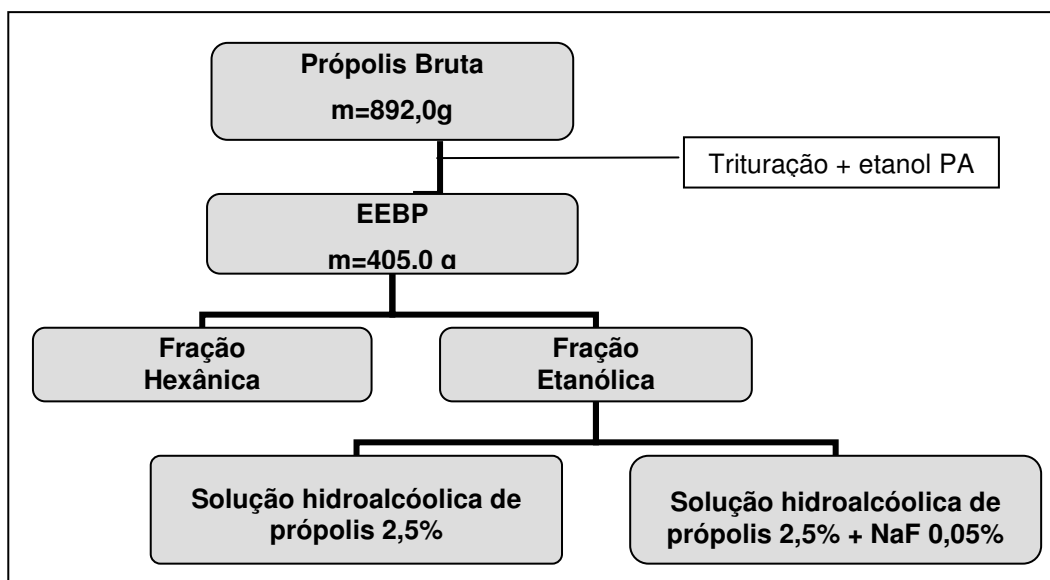 Própolis Bruta
m=892,0g
Trituração + etanol PA
EEBP
m=405,0 g
Fração
Hexânica
Fração
Etanólica
Solução hidroalcóolica de
própolis 2,5%
Solução hidroalcóolica de
própolis 2,5% + NaF 0,05%